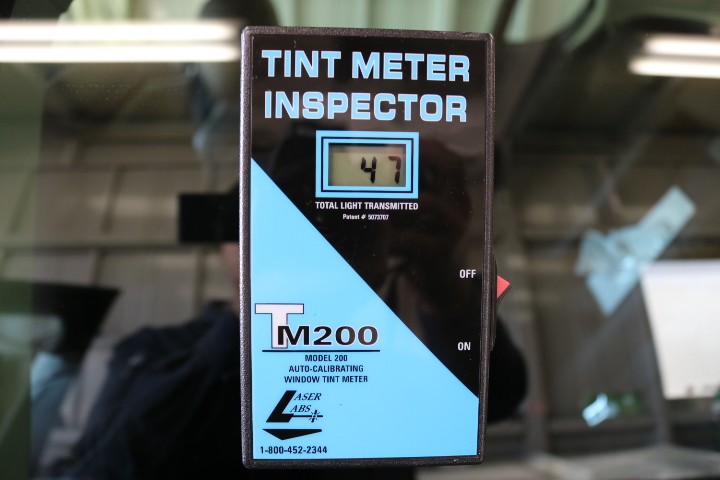 TINT METER
INSPECTOR
47
TOTAL LIGHT TRANSMITTED
Patent # 5073707
OFF
ON
TM200
MODEL 200
AUTO-CALIBRATING
WINDOW TINT METER
LASER
LABS
1-800-452-2344